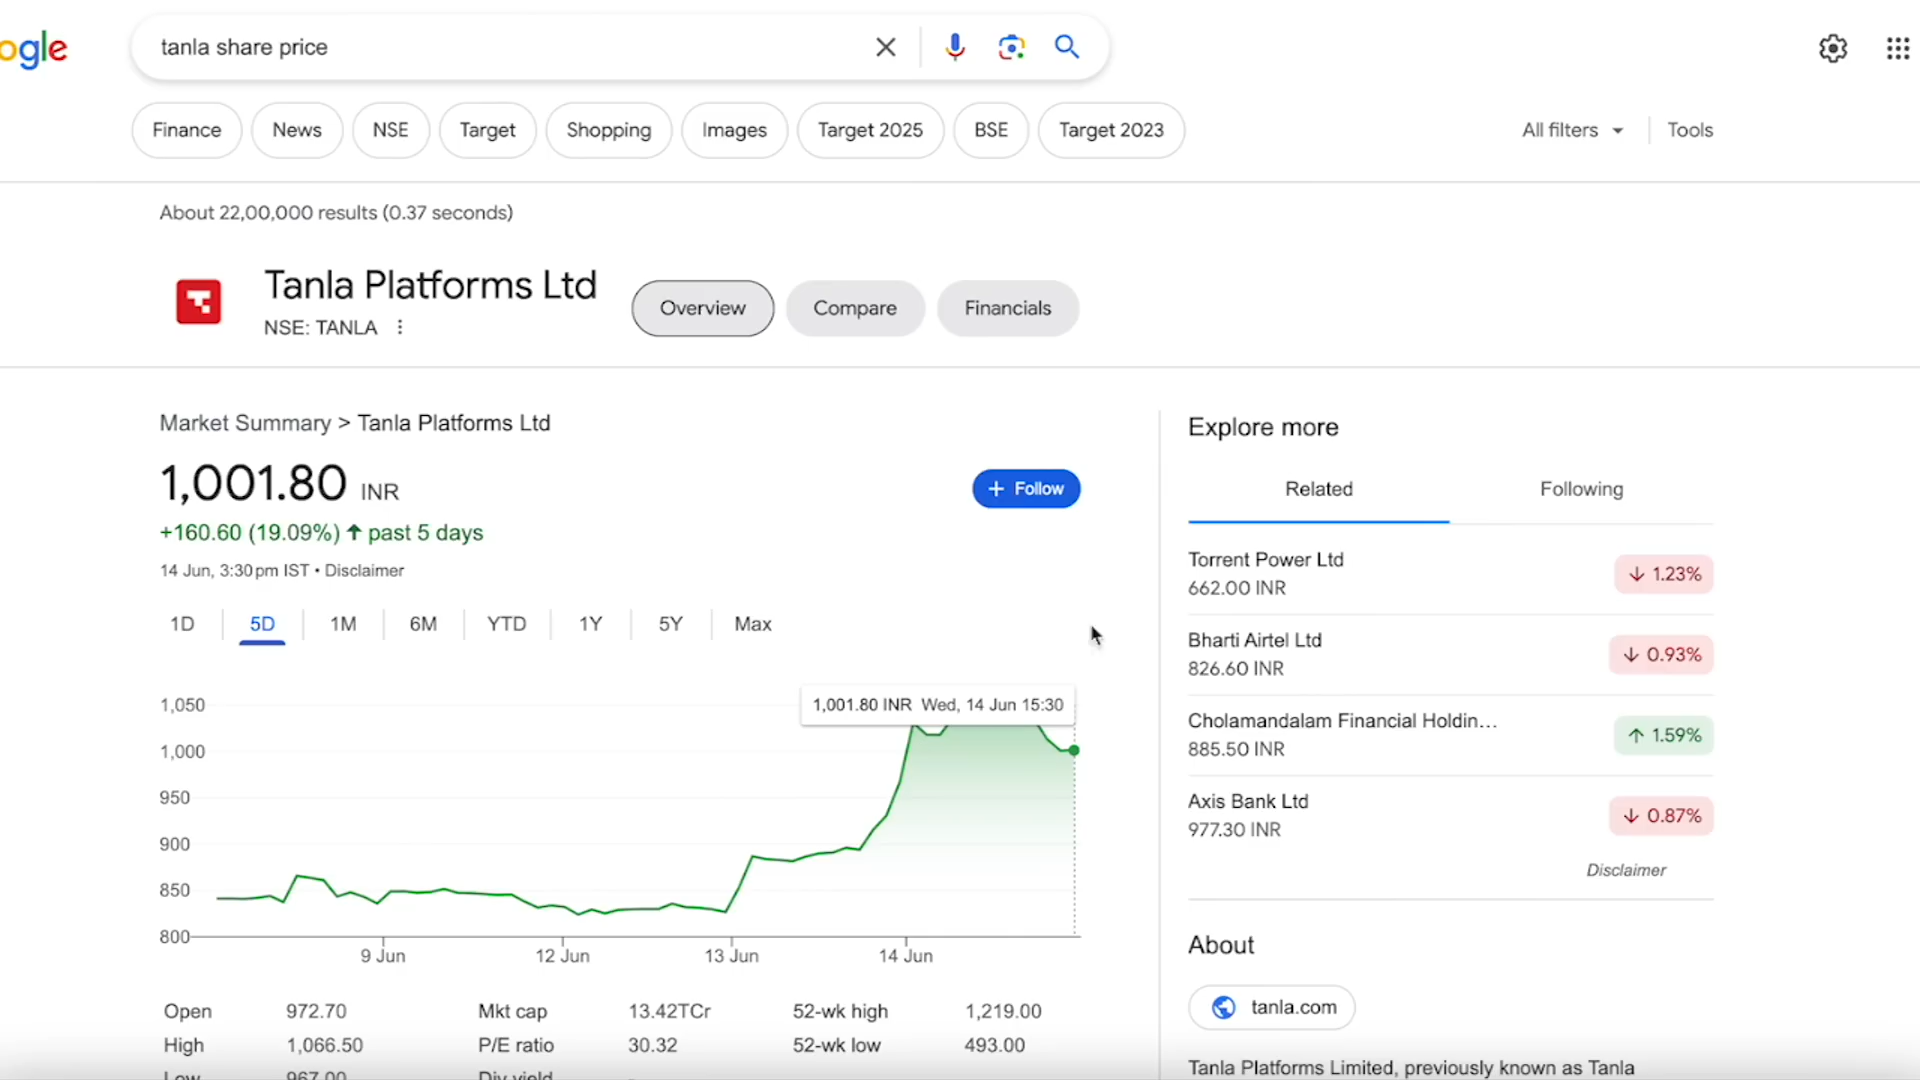 ogle
tanla share price
Finance
News
NSE
Target
Shopping
Images
Target 2025
BSE
Target 2023
All filters
Tools
About 22,00,000 results (0.37 seconds)
Tanla Platforms Ltd
NSE: TANLA
Overview
Compare
Financials
Market Summary > Tanla Platforms Ltd
1,001.80 INR
+ Follow
+160.60 (19.09%) ↑ past 5 days
14 Jun, 3:30 pm IST • Disclaimer
1D
5D
1M
6M
YTD
1Y
5Y
Max
1,001.80 INR Wed, 14 Jun 15:30
1,050
1,000
950
900
850
800
9 Jun
12 Jun
13 Jun
14 Jun
Open 972.70 Mkt cap 13.42TCr 52-wk high 1,219.00
High 1,066.50 P/E ratio 30.32 52-wk low 493.00
Low 967.00 Div yield -
Explore more
Related
Following
Torrent Power Ltd
662.00 INR
↓ 1.23%
Bharti Airtel Ltd
826.60 INR
↓ 0.93%
Cholamandalam Financial Holdin...
885.50 INR
↑ 1.59%
Axis Bank Ltd
977.30 INR
↓ 0.87%
Disclaimer
About
tanla.com
Tanla Platforms Limited, previously known as Tanla